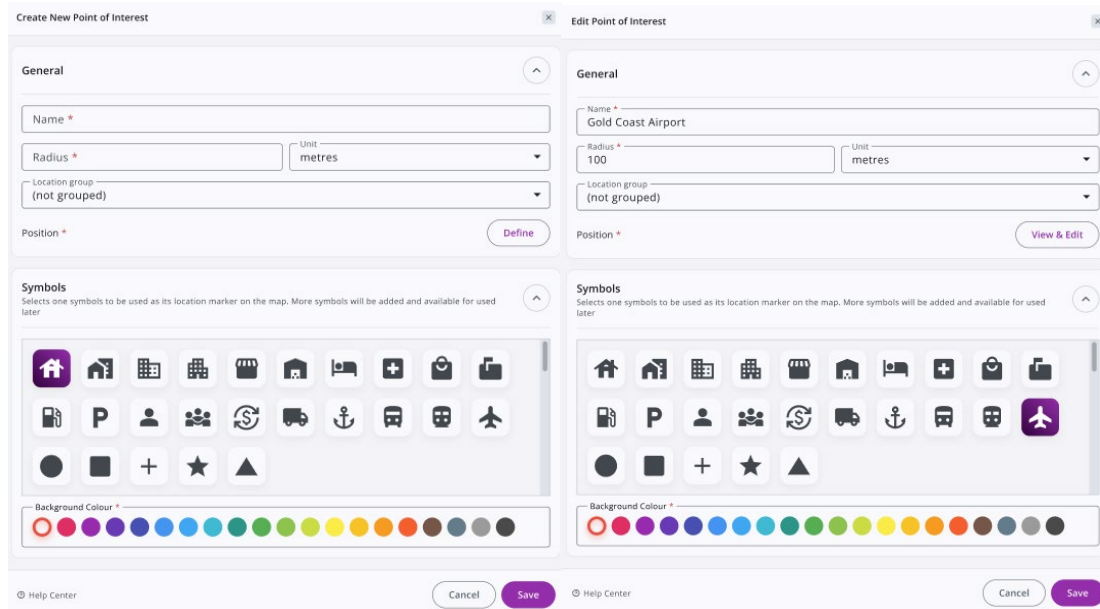 Create New Point of Interest
General
Name *
Radius *
Unit
metres
Location group
(not grouped)
Position *
Define
Symbols
Selects one symbols to be used as its location marker on the map. More symbols will be added and available for used
later
P
Background Colour *
Help Center
Cancel
Save
Edit Point of Interest
General
Name *
Gold Coast Airport
Radius *
100
Unit
metres
Location group
(not grouped)
Position *
View & Edit
Symbols
Selects one symbols to be used as its location marker on the map. More symbols will be added and available for used
later
P
Background Colour *
Help Center
Cancel
Save